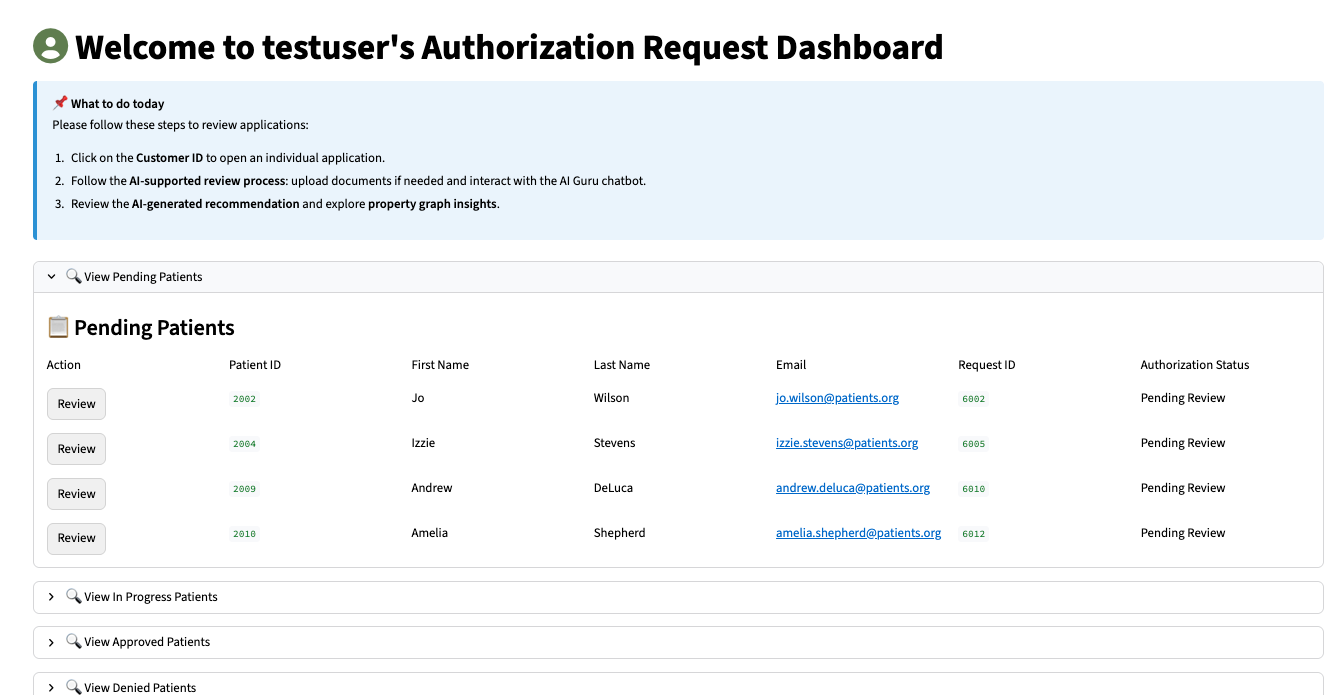 Welcome to testuser's Authorization Request Dashboard
📌 What to do today
Please follow these steps to review applications:
1. Click on the Customer ID to open an individual application.
2. Follow the AI-supported review process: upload documents if needed and interact with the AI Guru chatbot.
3. Review the AI-generated recommendation and explore property graph insights.
🔍 View Pending Patients
📋 Pending Patients
Action Patient ID First Name Last Name Email Request ID Authorization Status
Review 2002 Jo Wilson jo.wilson@patients.org 6002 Pending Review
Review 2004 Izzie Stevens izzie.stevens@patients.org 6005 Pending Review
Review 2009 Andrew DeLuca andrew.deluca@patients.org 6010 Pending Review
Review 2010 Amelia Shepherd amelia.shepherd@patients.org 6012 Pending Review
🔍 View In Progress Patients
🔍 View Approved Patients
🔍 View Denied Patients